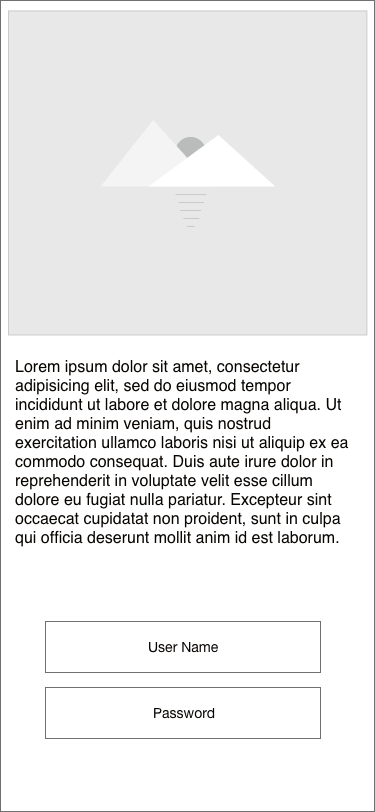 Lorem ipsum dolor sit amet, consectetur
adipisicing elit, sed do eiusmod tempor
incididunt ut labore et dolore magna aliqua. Ut
enim ad minim veniam, quis nostrud
exercitation ullamco laboris nisi ut aliquip ex ea
commodo consequat. Duis aute irure dolor in
reprehenderit in voluptate velit esse cillum
dolore eu fugiat nulla pariatur. Excepteur sint
occaecat cupidatat non proident, sunt in culpa
qui officia deserunt mollit anim id est laborum.
User Name
Password